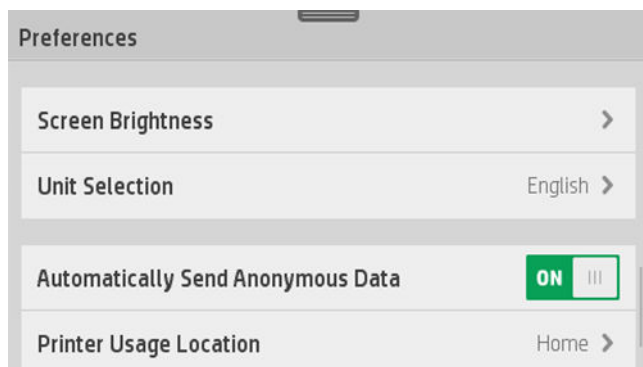 Preferences
Screen Brightness
Unit Selection English
Automatically Send Anonymous Data ON
Printer Usage Location Home